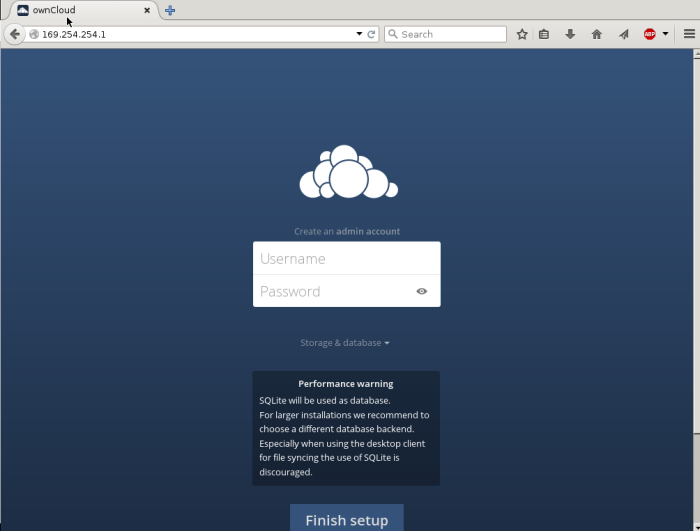 ownCloud
169.254.254.1
Search
ABP
Create an admin account
Username
Password
Storage & database
Performance warning
SQLite will be used as database.
For larger installations we recommend to
choose a different database backend.
Especially when using the desktop client
for file syncing the use of SQLite is
discouraged.
Finish setup